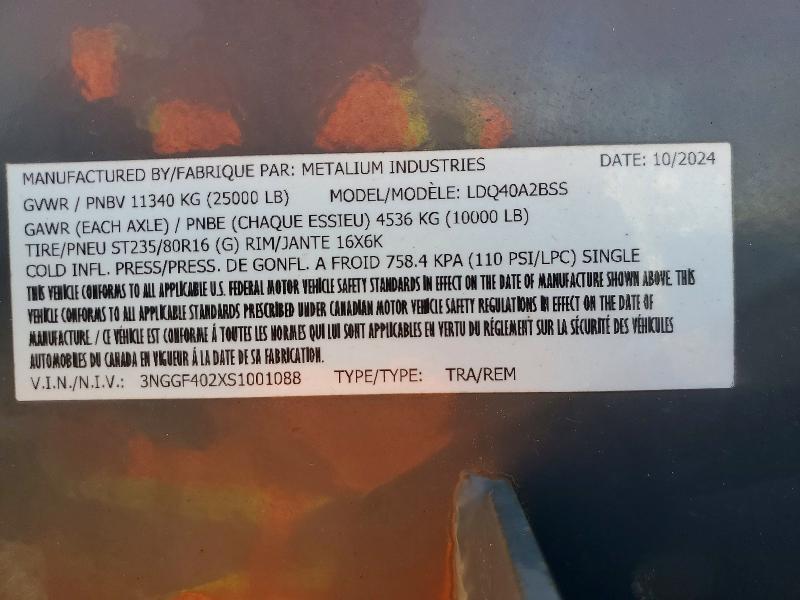 MANUFACTURED BY/FABRIQUE PAR: METALIUM INDUSTRIES DATE: 10/2024
GVWR / PNBV 11340 KG (25000 LB) MODEL/MODÈLE: LDQ40A2BSS
GAWR (EACH AXLE) / PNBE (CHAQUE ESSIEU) 4536 KG (10000 LB)
TIRE/PNEU ST235/80R16 (G) RIM/JANTE 16X6K
COLD INFL. PRESS/PRESS. DE GONFL. A FROID 758.4 KPA (110 PSI/LPC) SINGLE
THIS VEHICLE CONFORMS TO ALL APPLICABLE U.S. FEDERAL MOTOR VEHICLE SAFETY STANDARDS IN EFFECT ON THE DATE OF MANUFACTURE SHOWN ABOVE. THIS
VEHICLE CONFORMS TO ALL APPLICABLE STANDARDS PRESCRIBED UNDER CANADIAN MOTOR VEHICLE SAFETY REGULATIONS IN EFFECT ON THE DATE OF
MANUFACTURE. / CE VÉHICLE EST CONFORME Á TOUTES LES NORMES QUI LUI SONT APPLICABLES EN VERTU DU RÉGLEMENT SUR LA SÉCURITÉ DES VÉHICULES
AUTOMOBILES DU CANADA EN VIGUEUR Á LA DATE DE SA FABRICATION.
V.I.N./N.I.V.: 3NGGF402XS1001088 TYPE/TYPE: TRA/REM